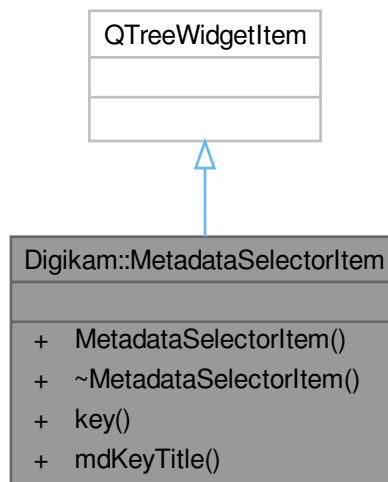 QTreeWidgetItem
Digikam::MetadataSelectorItem
+ MetadataSelectorItem()
+ ~MetadataSelectorItem()
+ key()
+ mdKeyTitle()